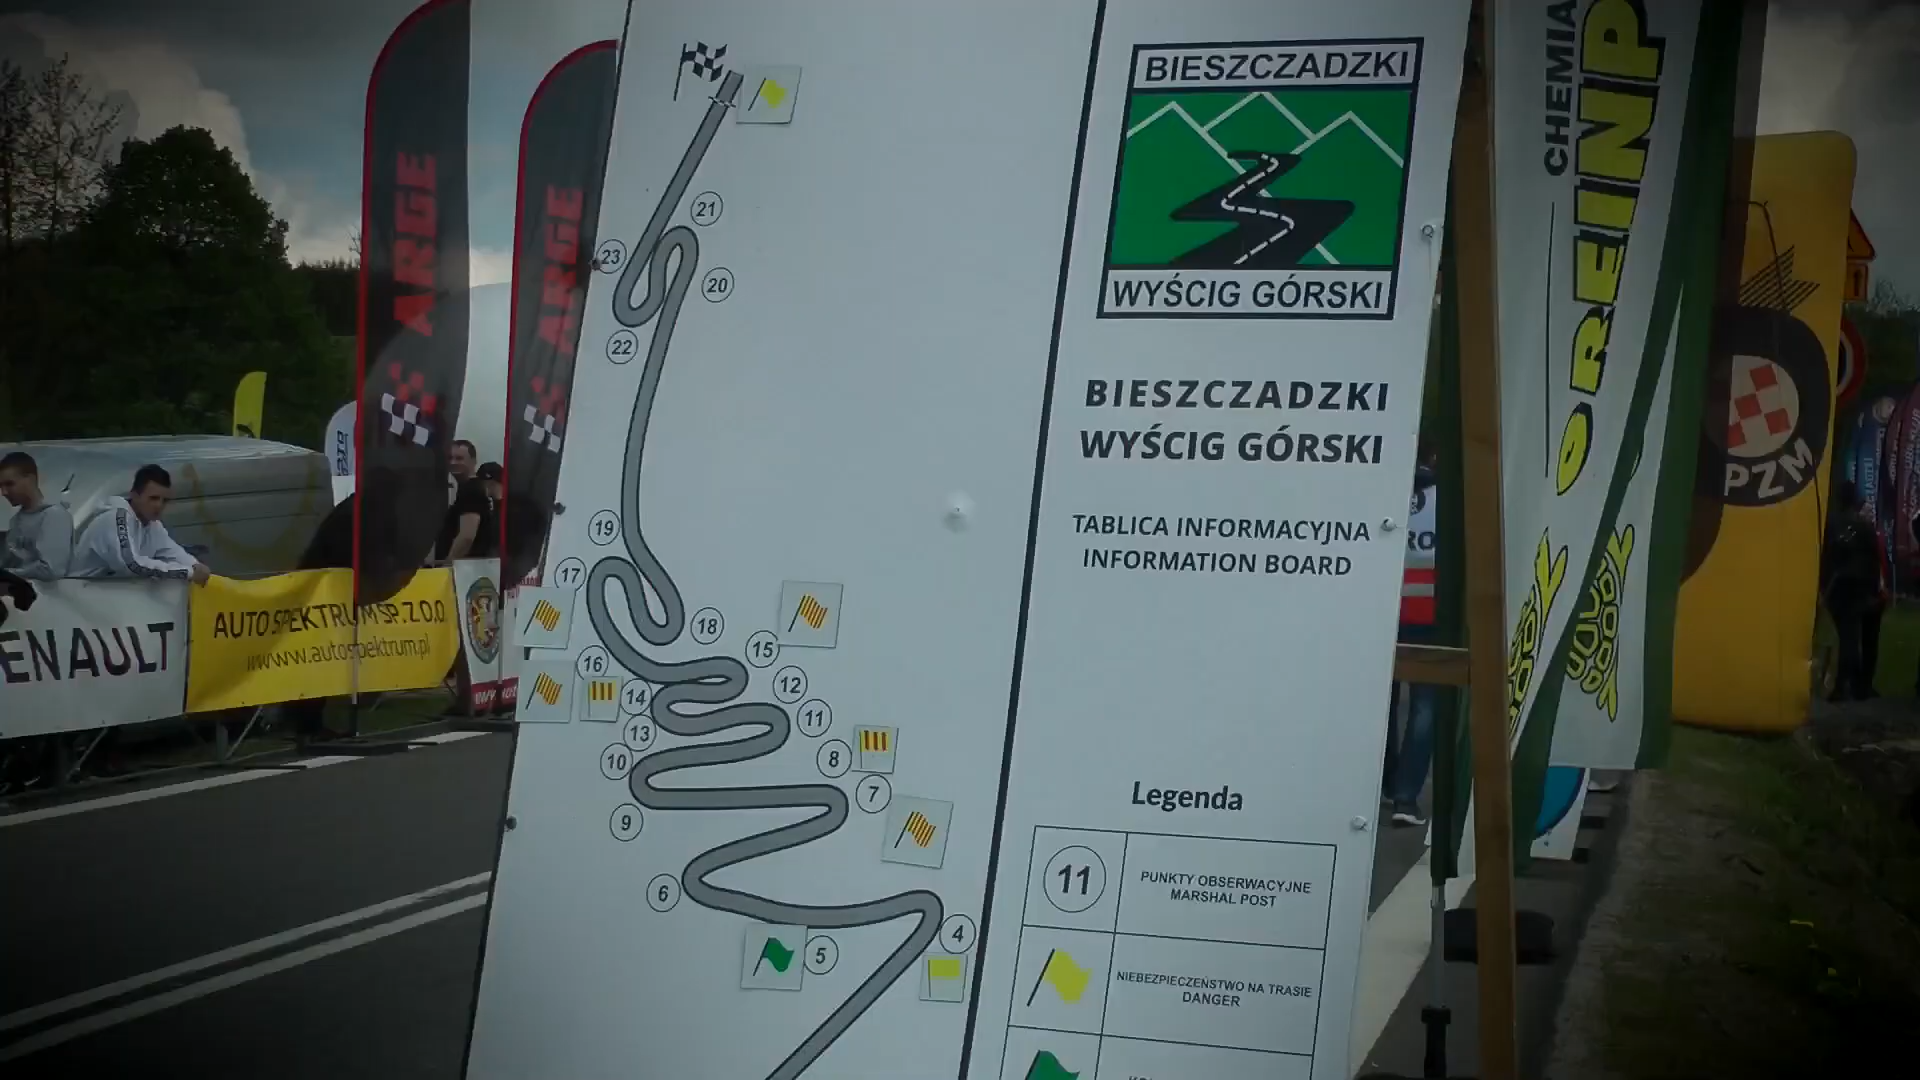 ARGE
ARGE
ENAULT
AUTO SPEKTRUM SP. Z O.O.
www.autospektrum.pl
21
23
20
22
19
17
18
15
16
14
12
13
11
10
8
7
9
6
5
4
BIESZCZADZKI
WYŚCIG GÓRSKI
BIESZCZADZKI
WYŚCIG GÓRSKI
TABLICA INFORMACYJNA
INFORMATION BOARD
Legenda
11
PUNKTY OBSERWACYJNE
MARSHAL POST
NIEBEZPIECZEŃSTWO NA TRASIE
DANGER
CHEMIA
ORFINP
PZM